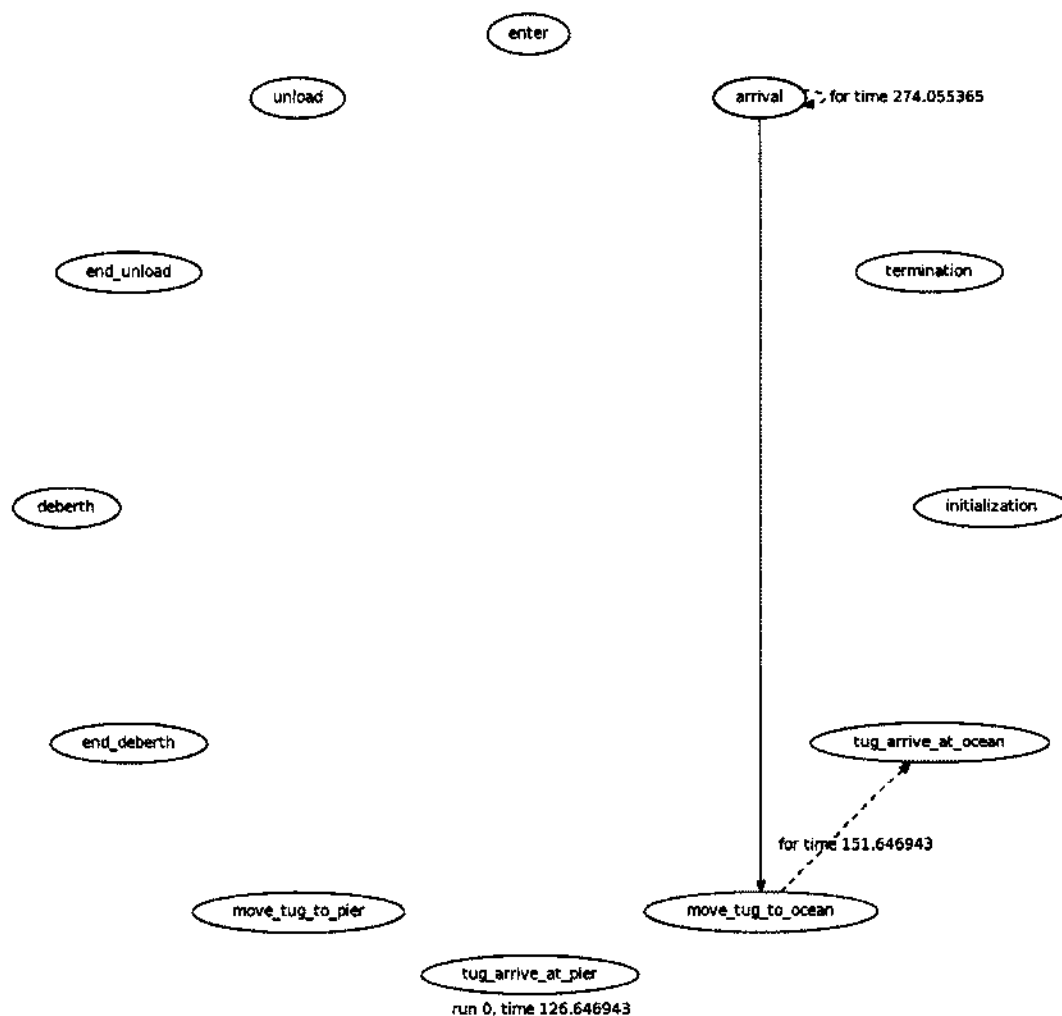 enter
unload
arrival
for time 274.055365
end_unload
termination
deberth
initialization
end_deberth
tug_arrive_at_ocean
for time 151.646943
move_tug_to_pier
move_tug_to_ocean
tug_arrive_at_pier
run 0, time 126.646943